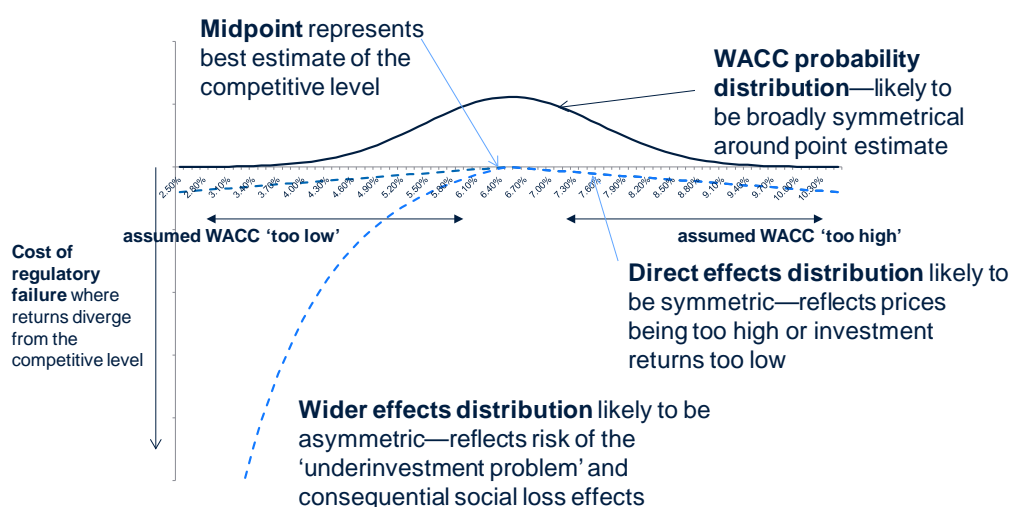 Midpoint represents
best estimate of the
competitive level
WACC probability
distribution—likely to
be broadly symmetrical
around point estimate
2.50% 2.80% 3.10% 3.40% 3.70% 4.00% 4.30% 4.60% 4.90% 5.20% 5.50% 5.80% 6.10% 6.40% 6.70% 7.00% 7.30% 7.60% 7.90% 8.20% 8.50% 8.80% 9.10% 9.40% 9.70% 10.00% 10.30%
assumed WACC ‘too low’
assumed WACC ‘too high’
Cost of
regulatory
failure where
returns diverge
from the
competitive level
Direct effects distribution likely to
be symmetric—reflects prices
being too high or investment
returns too low
Wider effects distribution likely to be
asymmetric—reflects risk of the
‘underinvestment problem’ and
consequential social loss effects